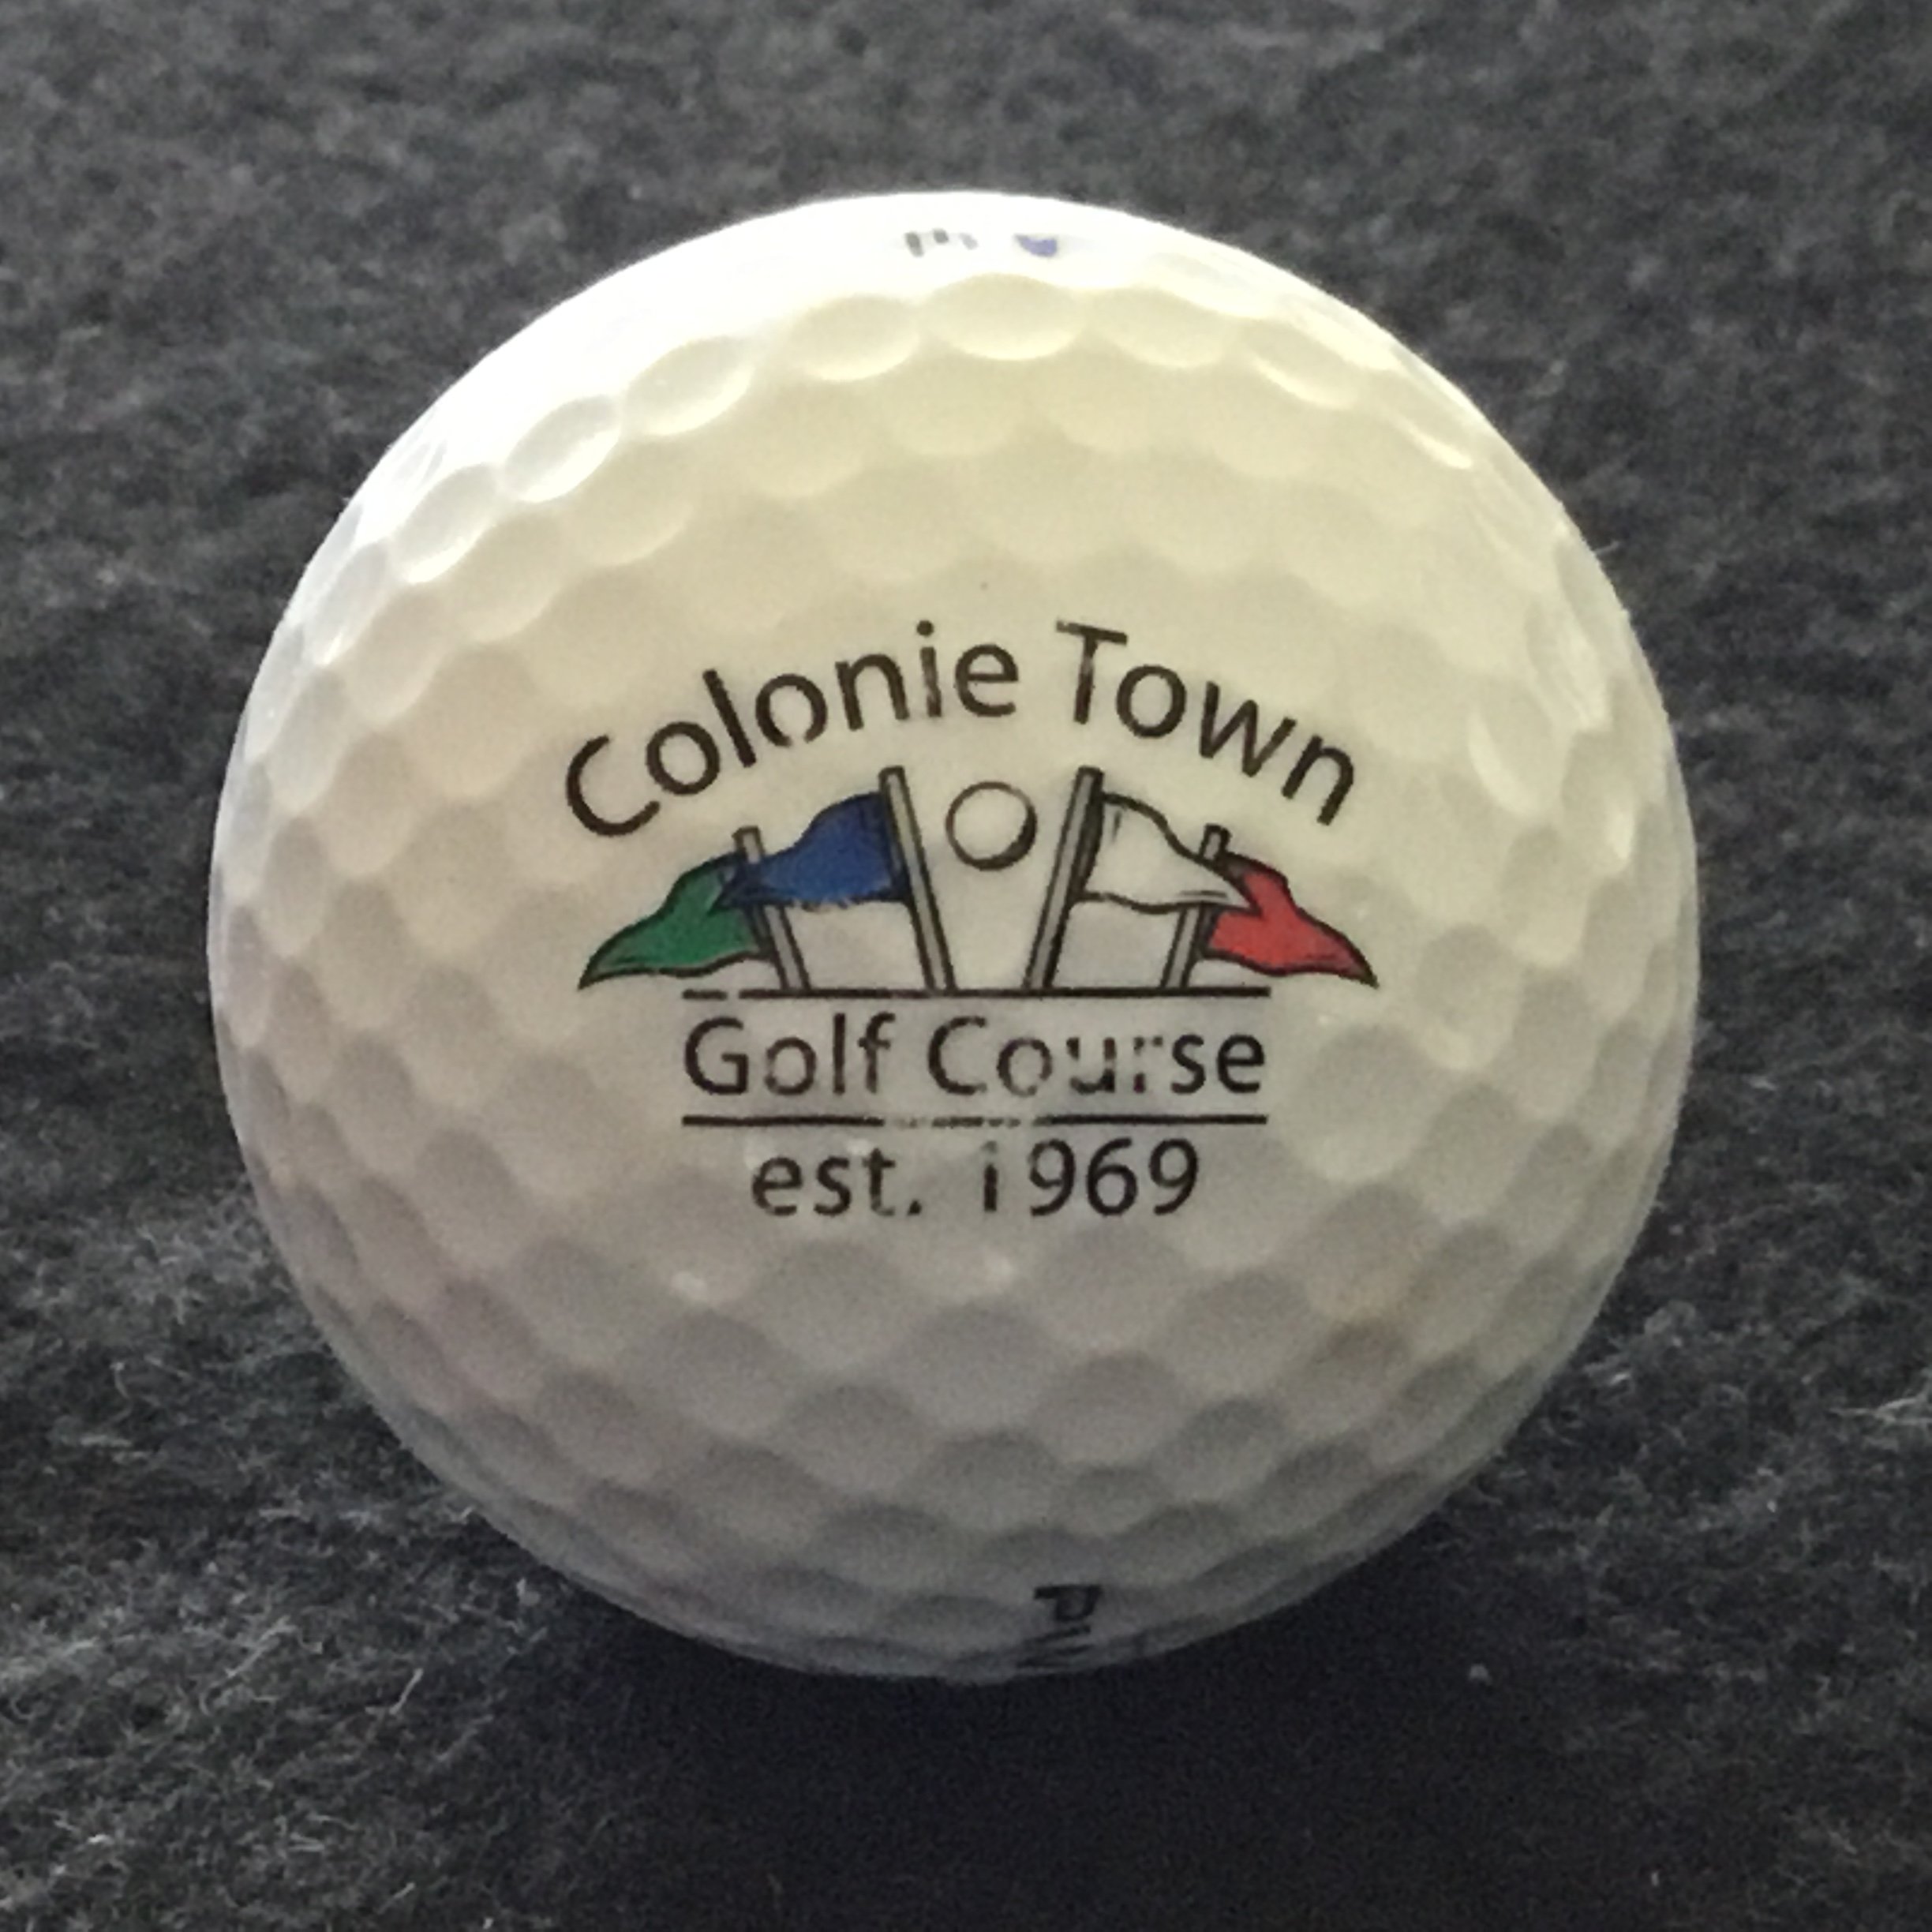 Colonie Town
Golf Course
est. 1969